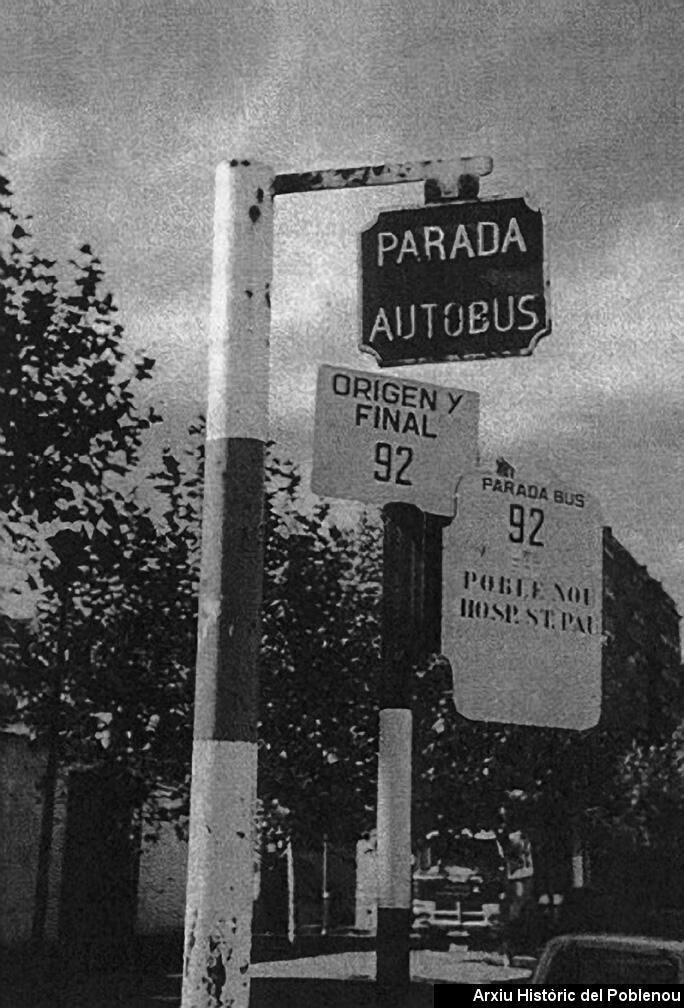 PARADA
AUTOBUS
ORIGEN Y
FINAL
92
PARADA BUS
92
POBLE NOU
HOSP. ST. PAU
Arxiu Històric del Poblenou